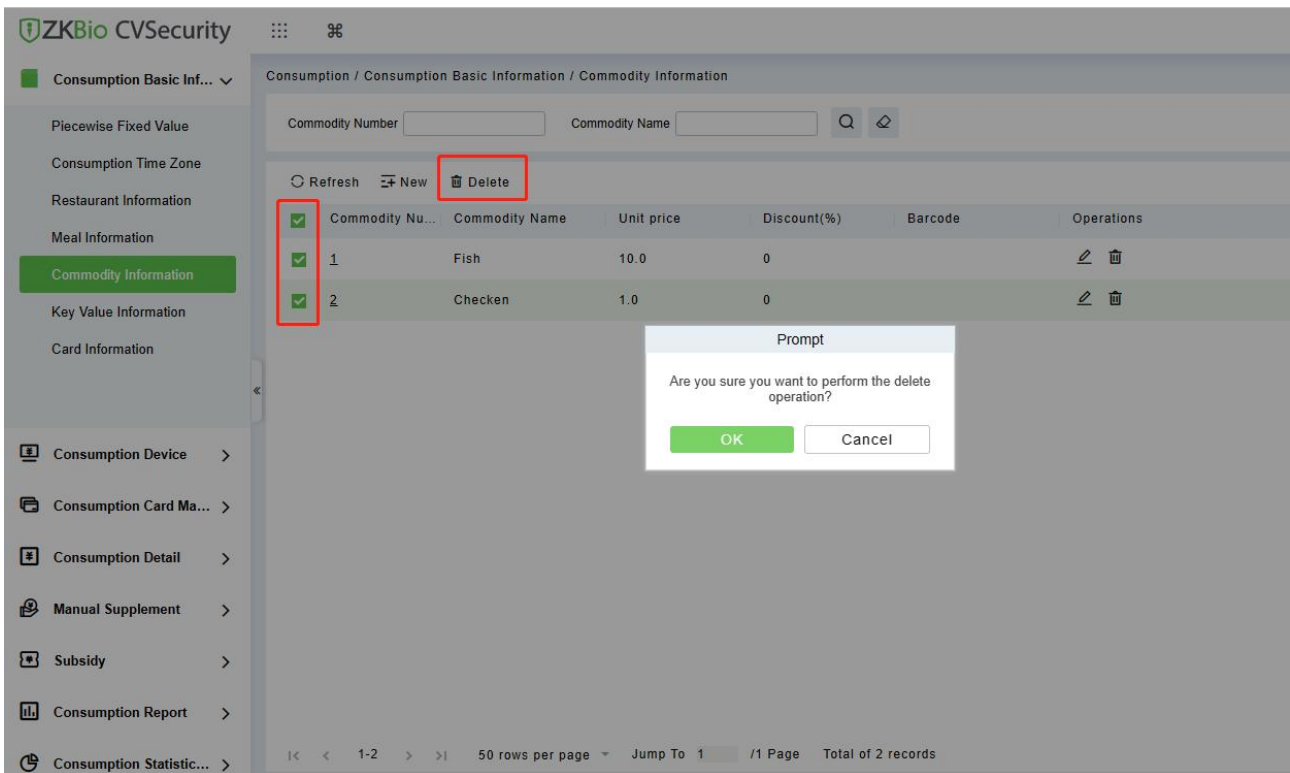 ZKBio CVSecurity
Consumption Basic Inf...
Piecewise Fixed Value
Consumption Time Zone
Restaurant Information
Meal Information
Commodity Information
Key Value Information
Card Information
Consumption Device
Consumption Card Ma...
Consumption Detail
Manual Supplement
Subsidy
Consumption Report
Consumption Statistic...
Consumption / Consumption Basic Information / Commodity Information
Commodity Number Commodity Name
Refresh New Delete
Commodity Nu... Commodity Name Unit price Discount(%) Barcode Operations
1 Fish 10.0 0
2 Checken 1.0 0
Prompt
Are you sure you want to perform the delete
operation?
OK Cancel
1-2 50 rows per page Jump To 1 /1 Page Total of 2 records